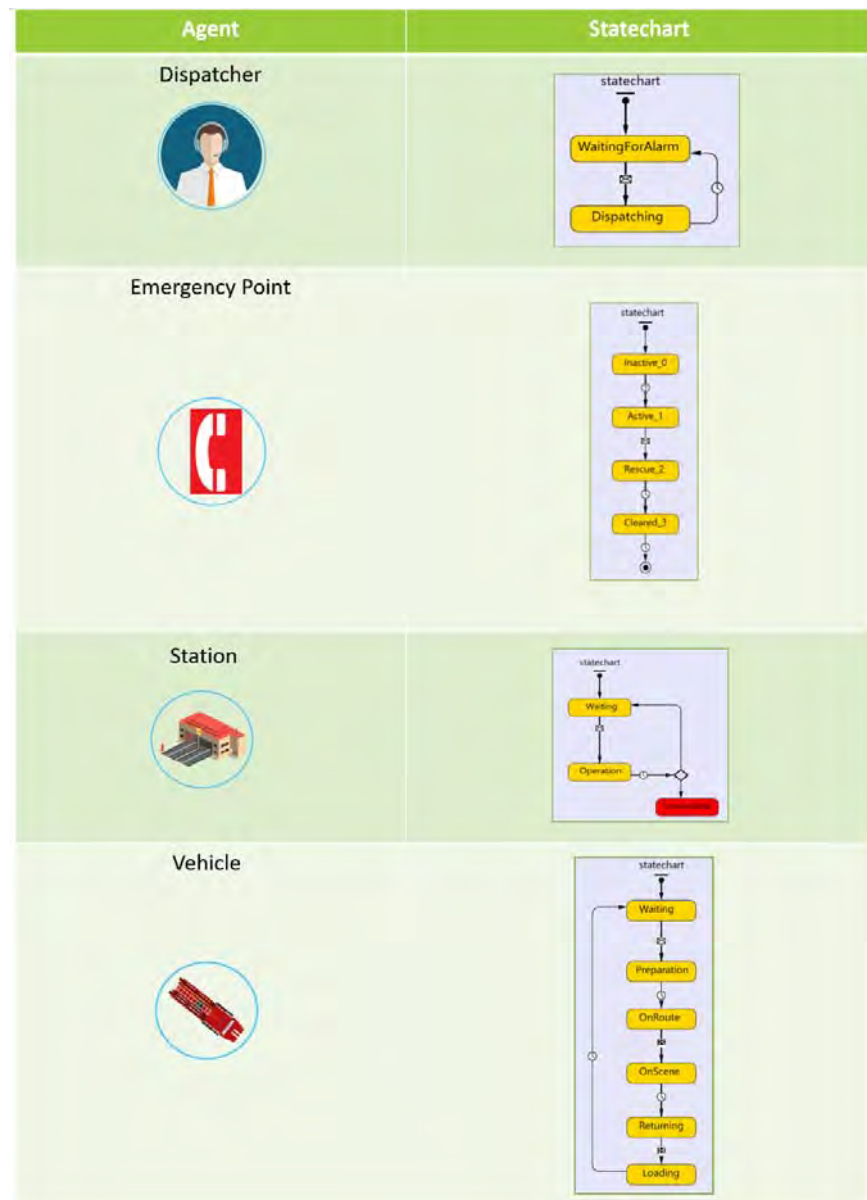 Agent
Statechart
Dispatcher
statechart
WaitingForAlarm
Dispatching
Emergency Point
statechart
Inactive_0
Active_1
Rescue_2
Cleared_3
Station
statechart
Waiting
Operation
Vehicle
statechart
Waiting
Preparation
OnRoute
OnScene
Returning
Loading